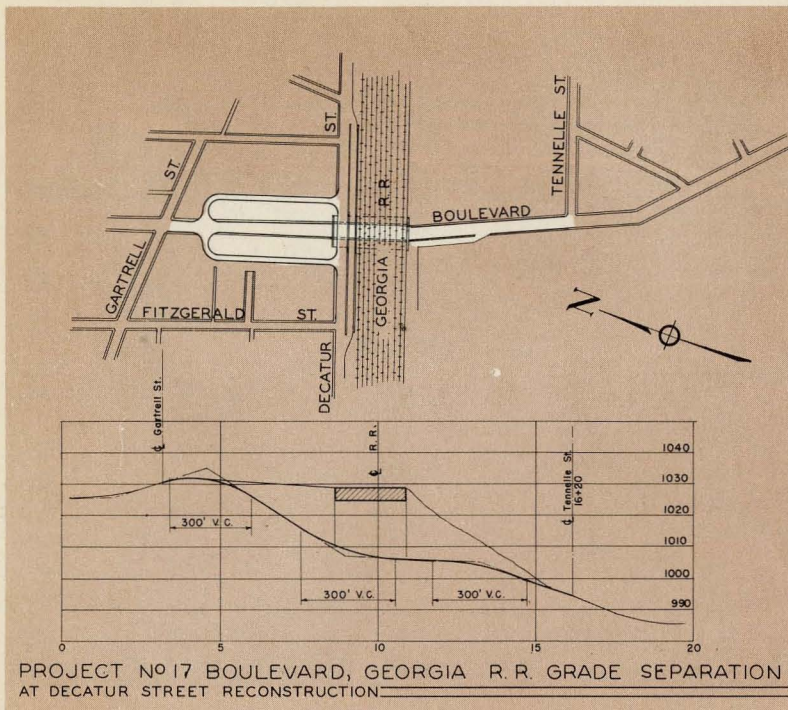 ST.
TENNELLE ST.
ST.
R.R.
BOULEVARD
GARTRELL
GEORGIA
N
FITZGERALD ST.
DECATUR
℄ Gartrell St.
℄ R.R.
℄ Tennelle St.
16+20
1040
1030
1020
1010
1000
990
300' V.C.
300' V.C.
300' V.C.
0 5 10 15 20
PROJECT Nº 17 BOULEVARD, GEORGIA R.R. GRADE SEPARATION
AT DECATUR STREET RECONSTRUCTION